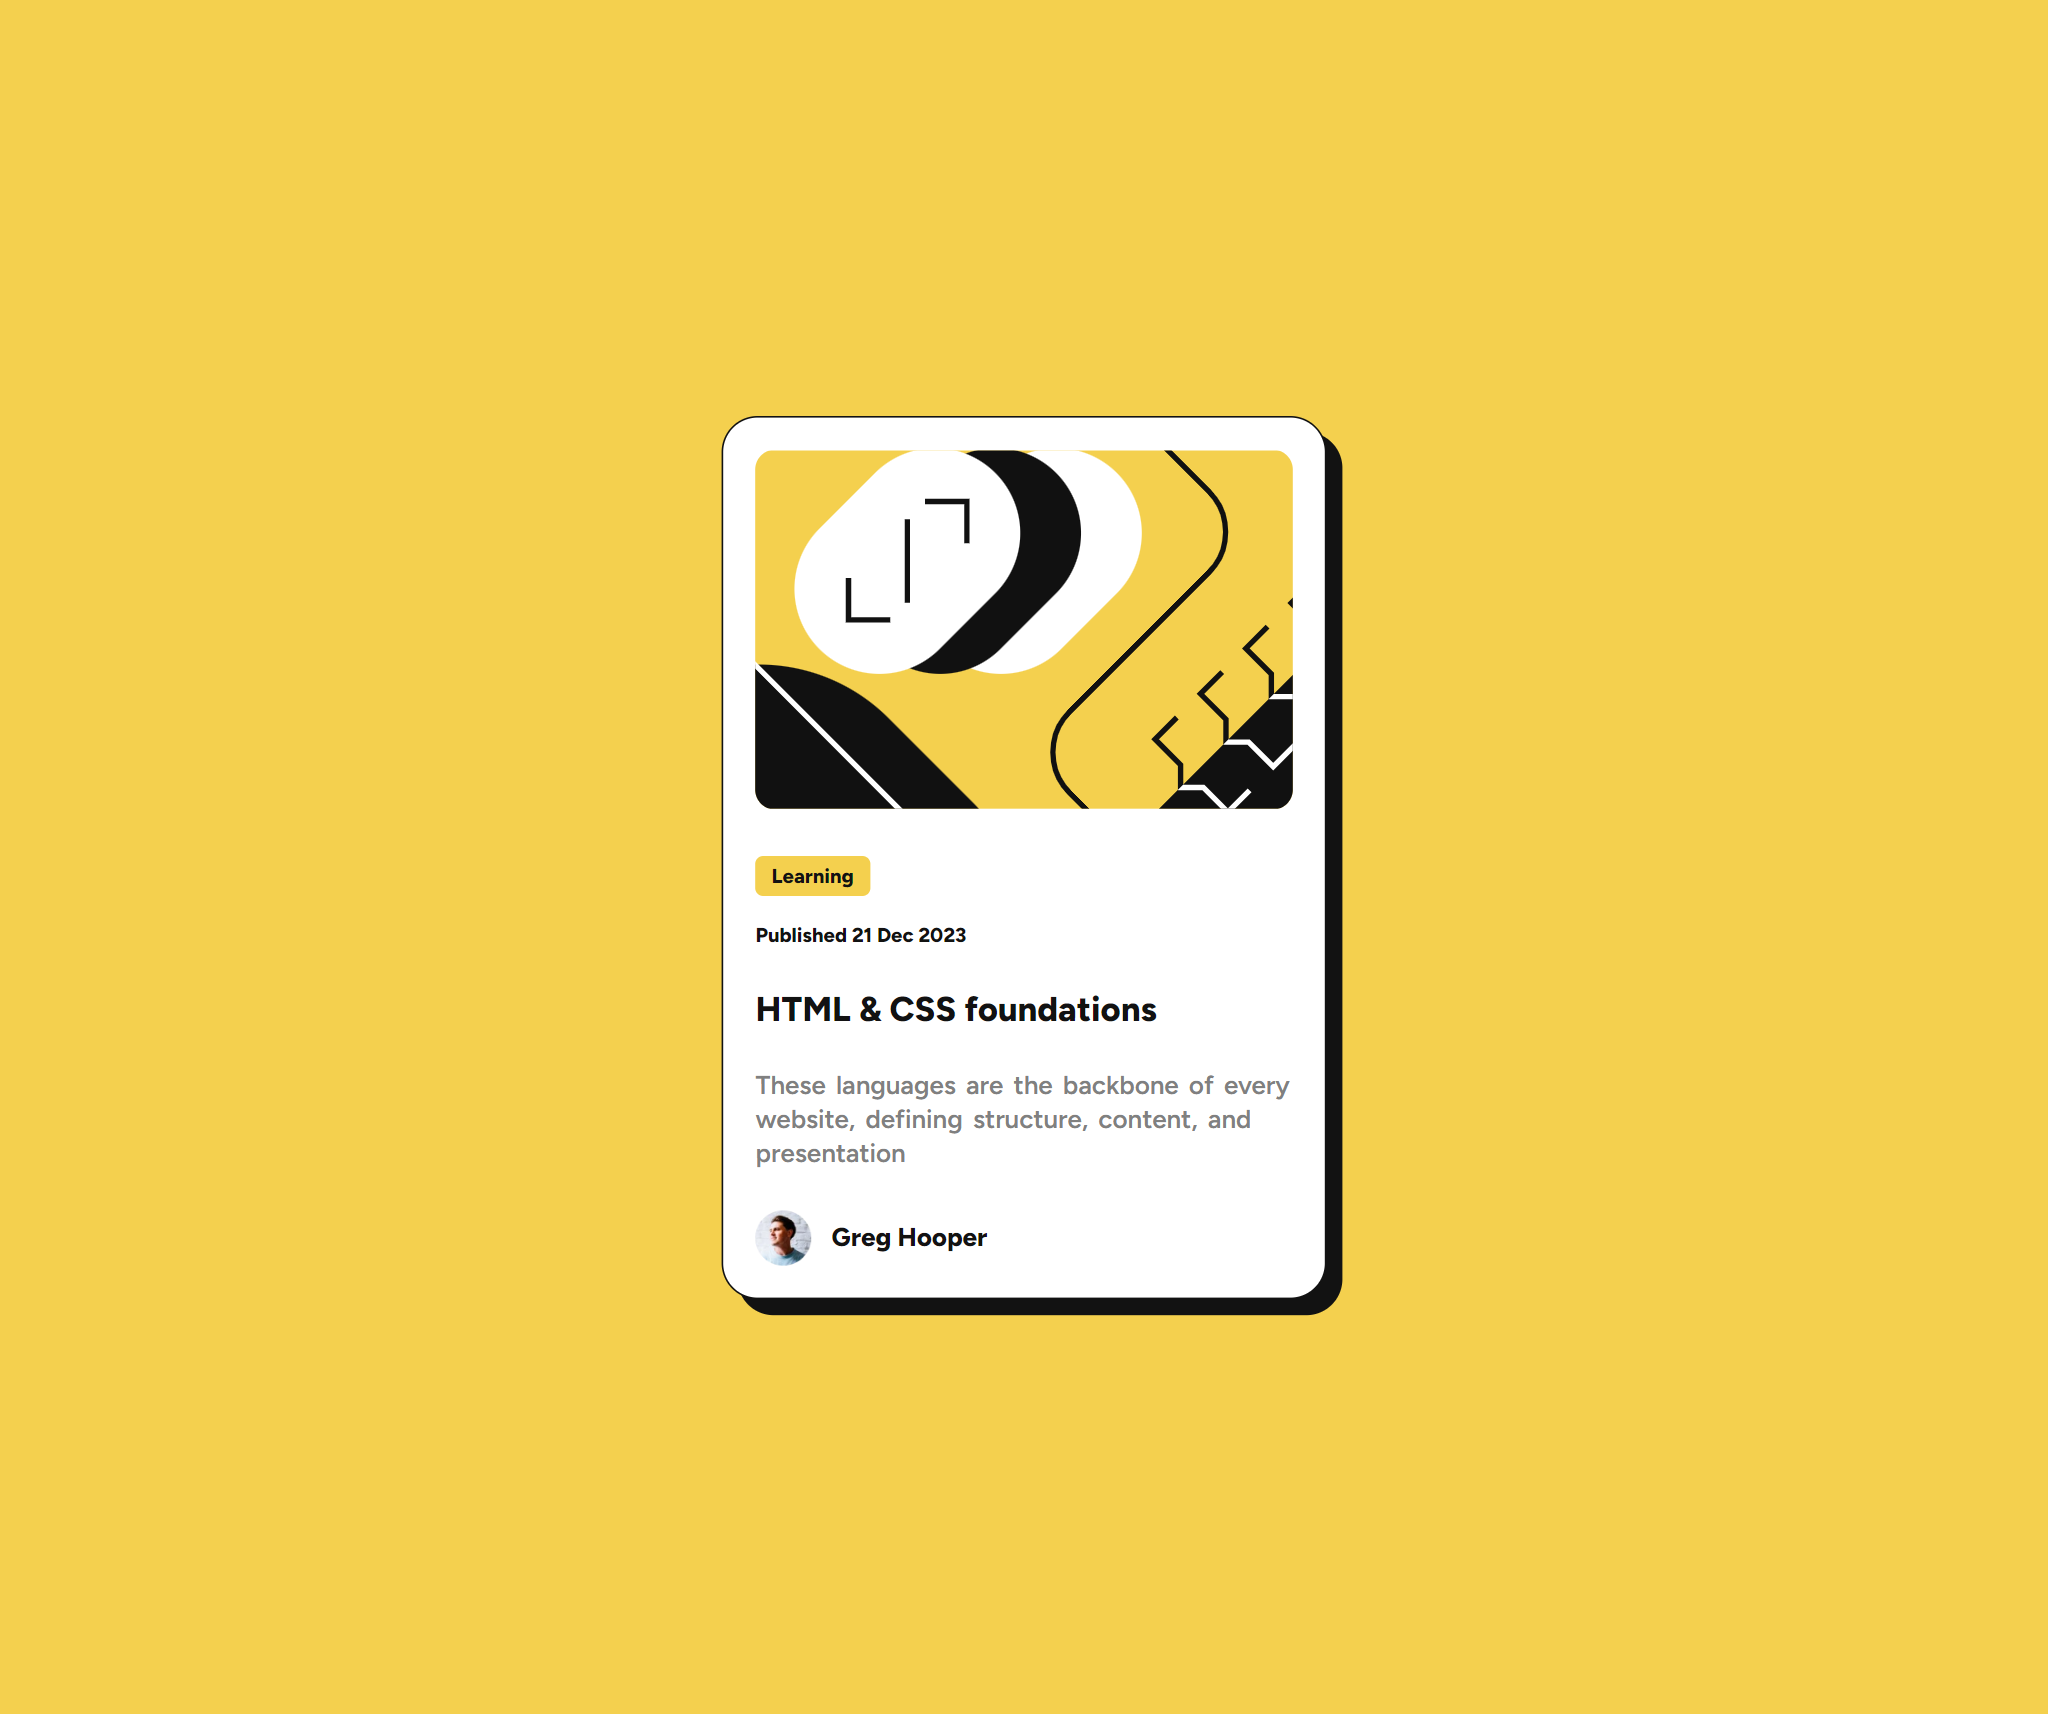 Learning
Published 21 Dec 2023
HTML & CSS foundations
These languages are the backbone of every
website, defining structure, content, and
presentation
Greg Hooper